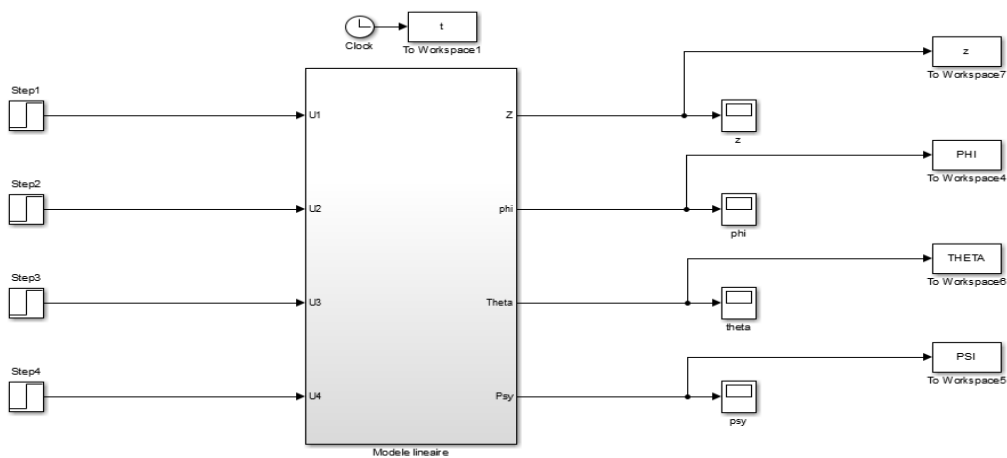 t
Clock
To Workspace1
z
To Workspace7
Step1
U1
Z
z
PHI
To Workspace4
Step2
U2
phi
phi
THETA
To Workspace6
Step3
U3
Theta
theta
PSI
To Workspace5
Step4
U4
Psy
psy
Modele lineaire